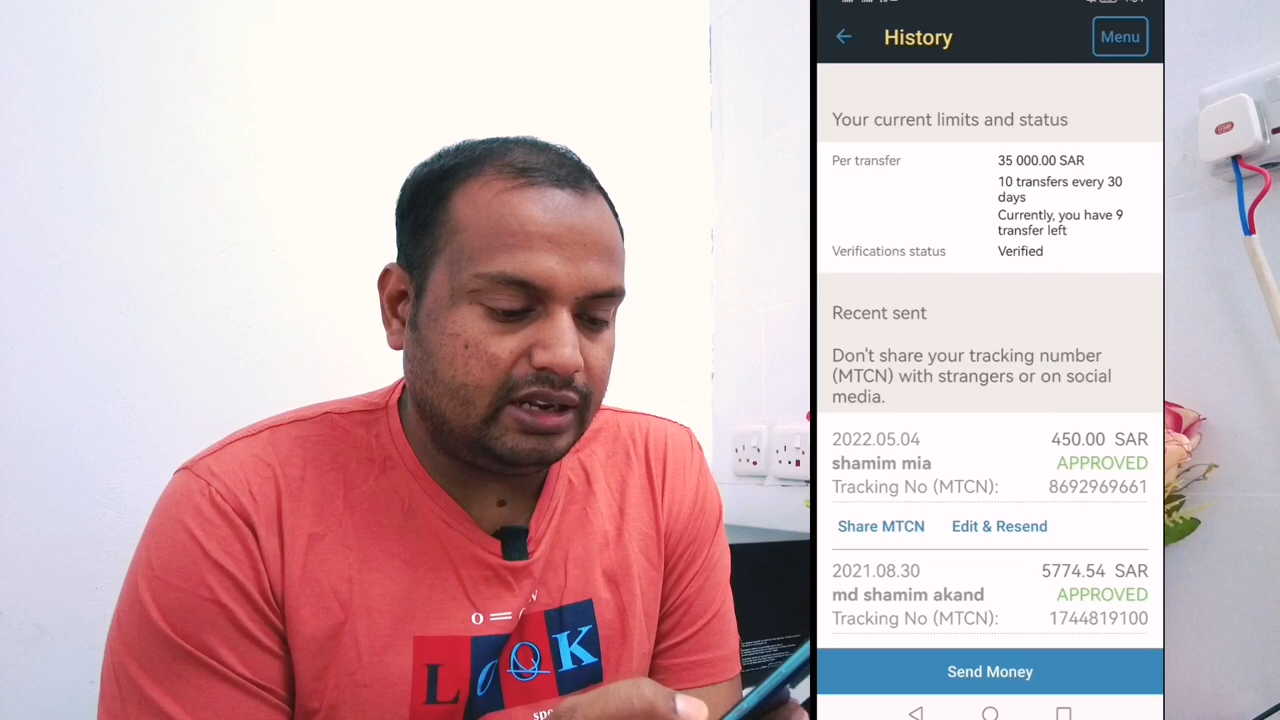 History
Menu
Your current limits and status
Per transfer
35 000.00 SAR
10 transfers every 30
days
Currently, you have 9
transfer left
Verifications status
Verified
Recent sent
Don't share your tracking number
(MTCN) with strangers or on social
media.
2022.05.04
450.00 SAR
shamim mia
APPROVED
Tracking No (MTCN):
8692969661
Share MTCN
Edit & Resend
2021.08.30
5774.54 SAR
md shamim akand
APPROVED
Tracking No (MTCN):
1744819100
Send Money
LOOK